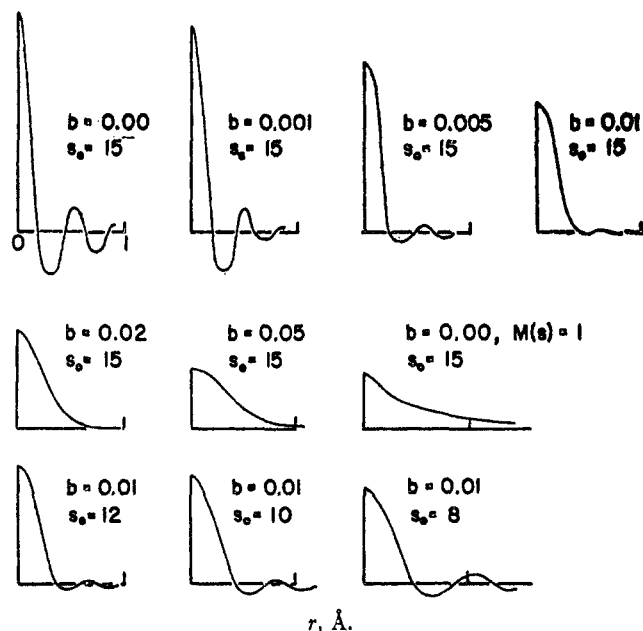 b = 0.00
s₀ = 15
b = 0.001
s₀ = 15
b = 0.005
s₀ = 15
b = 0.01
s₀ = 15
0
1
b = 0.02
s₀ = 15
b = 0.05
s₀ = 15
b = 0.00, M(s) = 1
s₀ = 15
b = 0.01
s₀ = 12
b = 0.01
s₀ = 10
b = 0.01
s₀ = 8
r, Å.